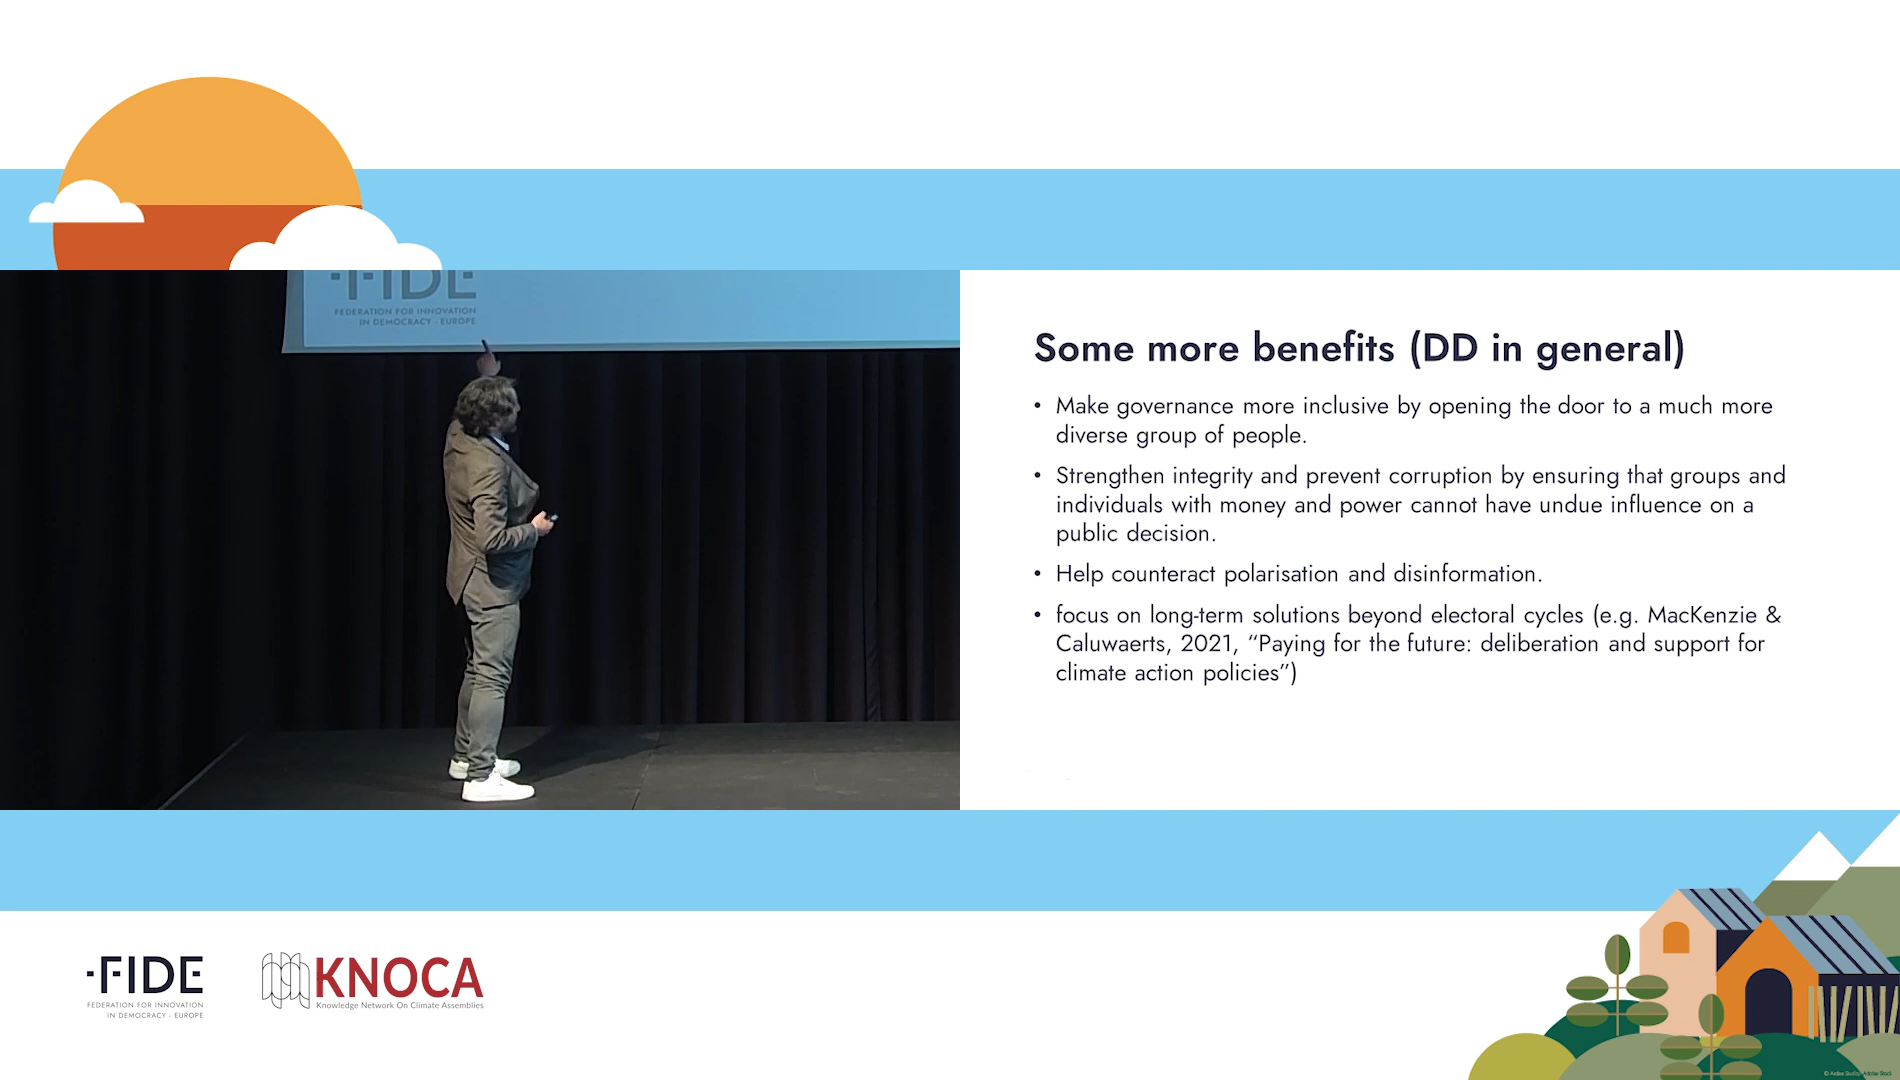 FIDE
FEDERATION FOR INNOVATION
IN DEMOCRACY - EUROPE
Some more benefits (DD in general)
• Make governance more inclusive by opening the door to a much more
diverse group of people.
• Strengthen integrity and prevent corruption by ensuring that groups and
individuals with money and power cannot have undue influence on a
public decision.
• Help counteract polarisation and disinformation.
• focus on long-term solutions beyond electoral cycles (e.g. MacKenzie &
Caluwaerts, 2021, “Paying for the future: deliberation and support for
climate action policies”)
·FIDE
FEDERATION FOR INNOVATION
IN DEMOCRACY - EUROPE
KNOCA
Knowledge Network On Climate Assemblies